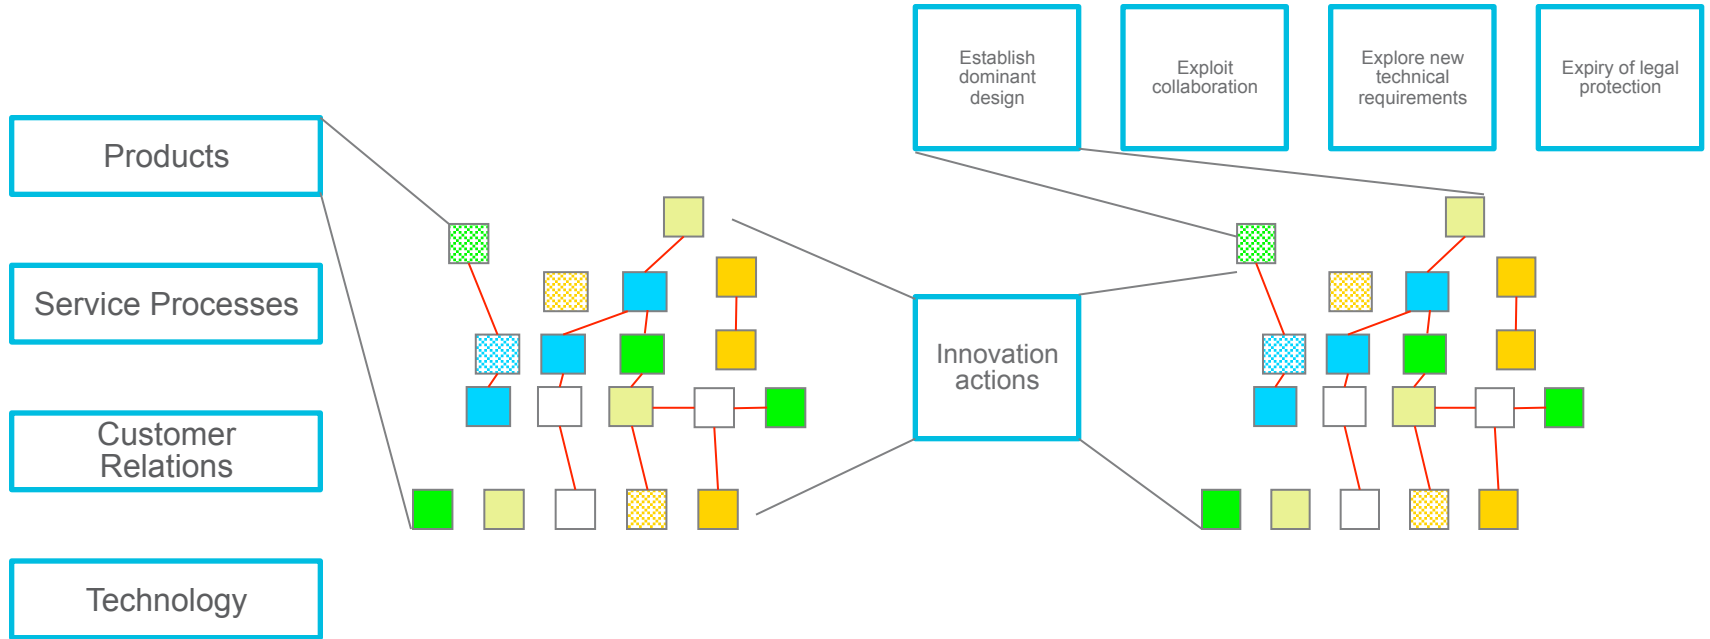 Establish
dominant
design
Exploit
collaboration
Explore new
technical
requirements
Expiry of legal
protection
Products
Service Processes
Customer
Relations
Technology
Innovation
actions